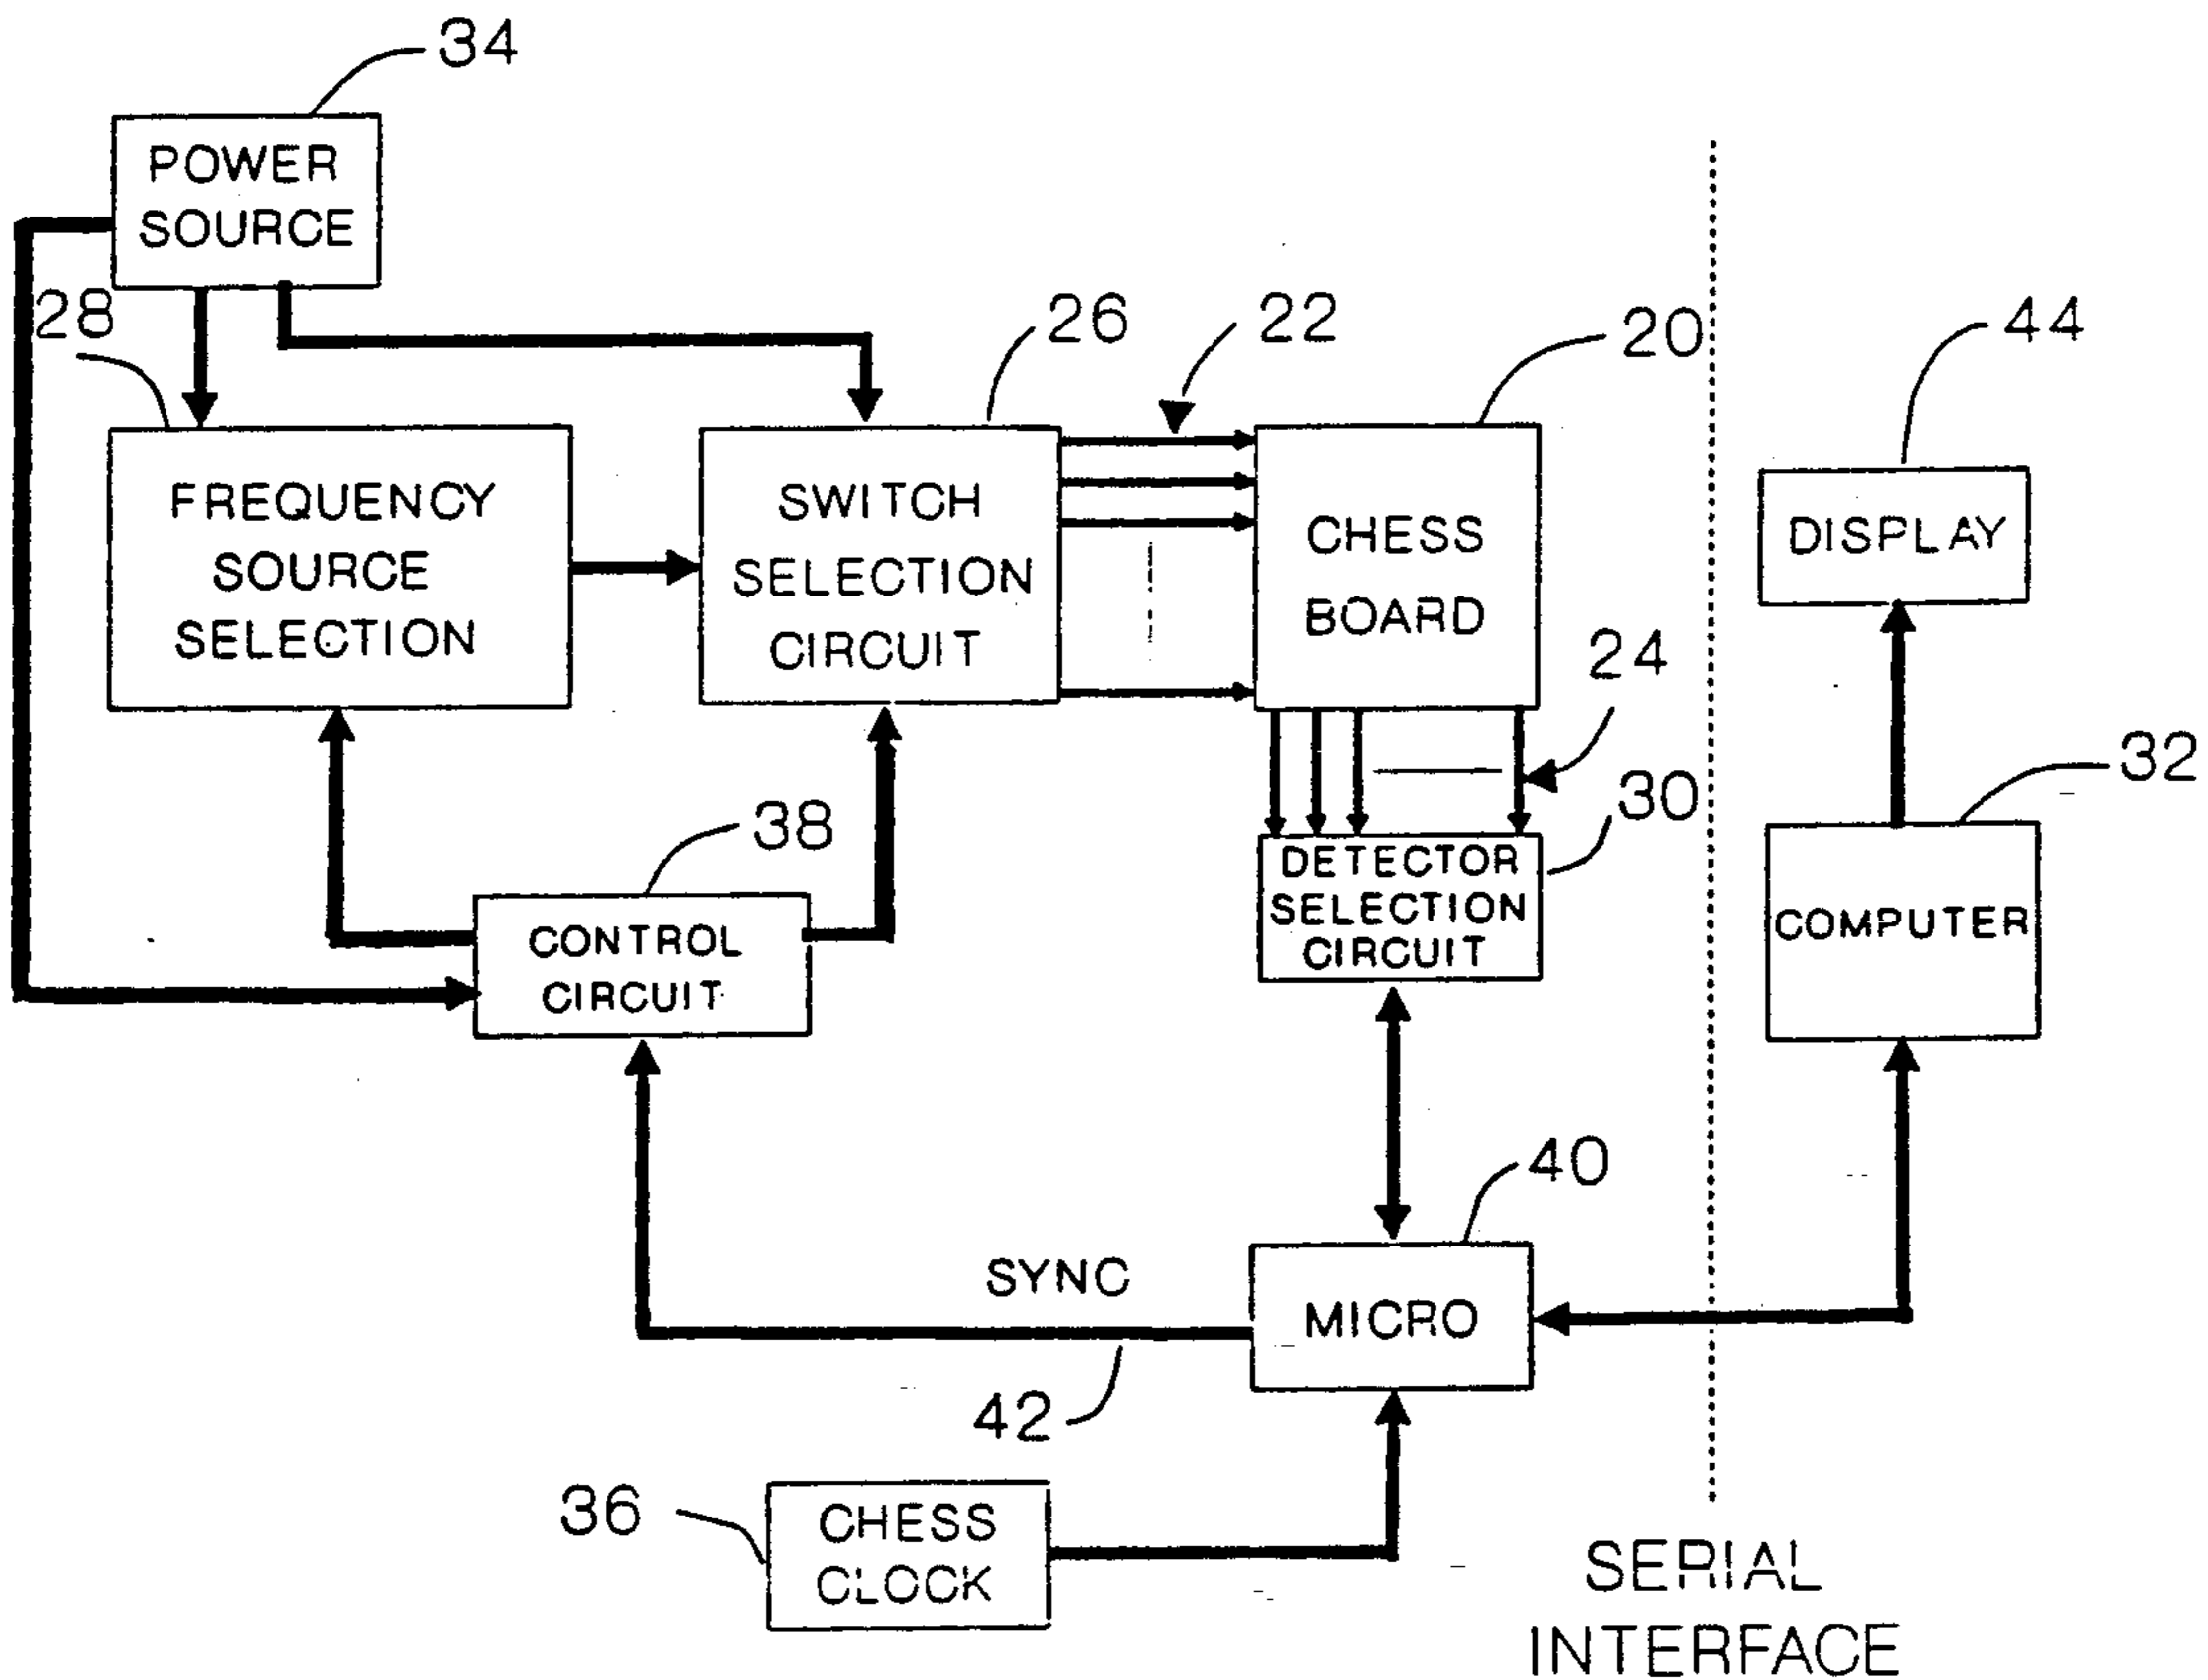 34
POWER
SOURCE
28
26
22
20
44
FREQUENCY
SOURCE
SELECTION
SWITCH
SELECTION
CIRCUIT
CHESS
BOARD
DISPLAY
24
32
38
30
DETECTOR
SELECTION
CIRCUIT
COMPUTER
CONTROL
CIRCUIT
40
SYNC
MICRO
42
36
CHESS
CLOCK
SERIAL
INTERFACE